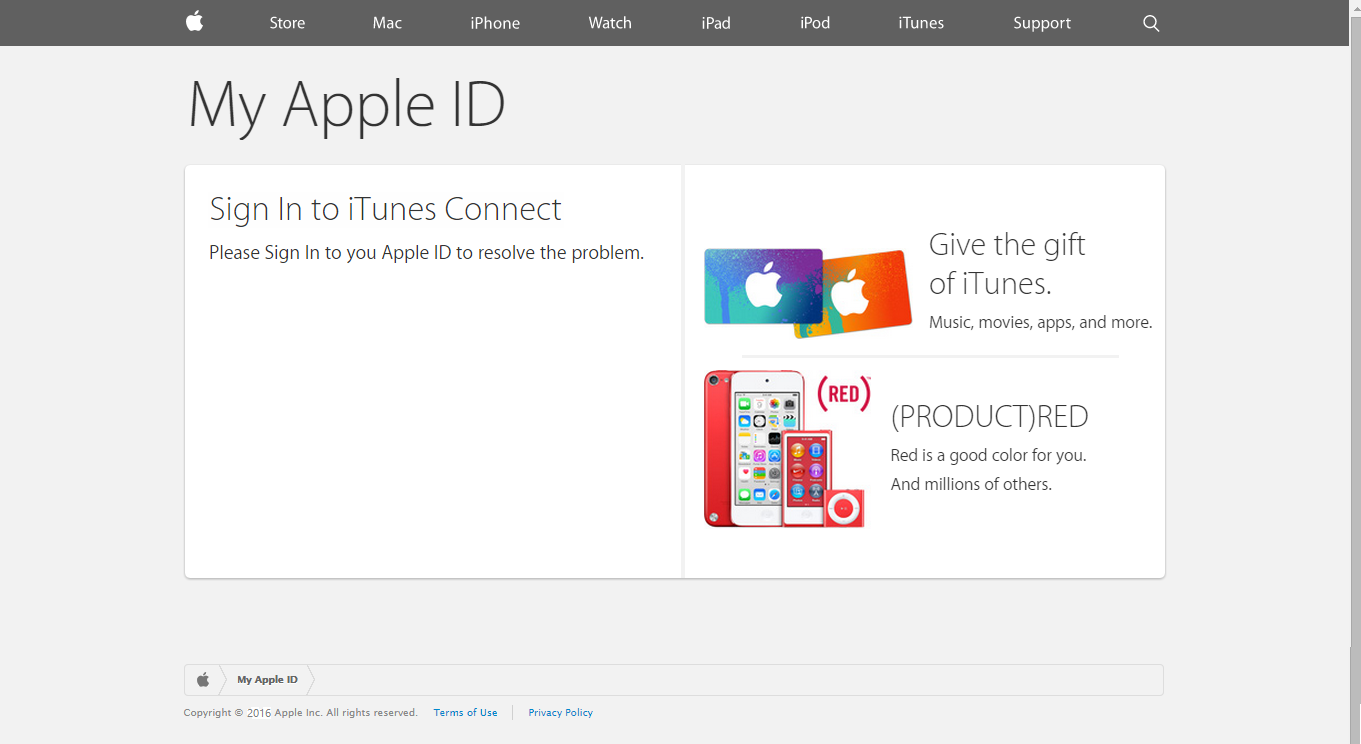 Store Mac iPhone Watch iPad iPod iTunes Support
My Apple ID
Sign In to iTunes Connect
Please Sign In to you Apple ID to resolve the problem.
Give the gift
of iTunes.
Music, movies, apps, and more.
(RED)™
(PRODUCT)RED
Red is a good color for you.
And millions of others.
My Apple ID
Copyright © 2016 Apple Inc. All rights reserved. Terms of Use Privacy Policy